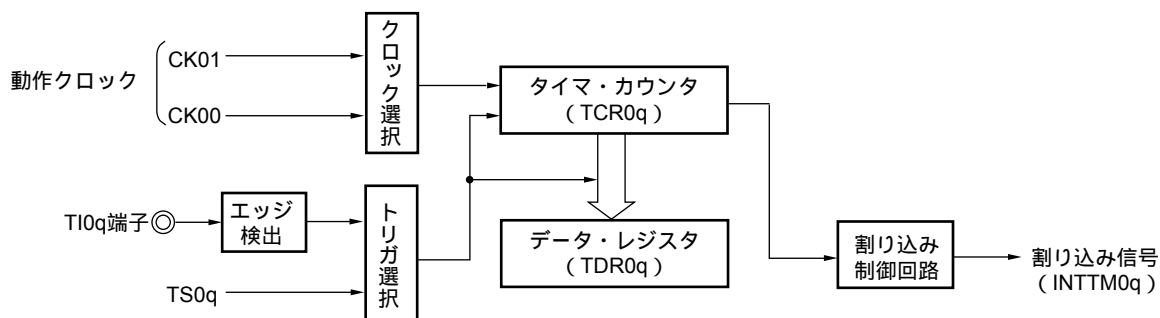 動作クロック
CK01
CK00
クロック選択
タイマ・カウンタ
（TCR0q）
TI0q端子
エッジ
検出
TS0q
トリガ選択
データ・レジスタ
（TDR0q）
割り込み
制御回路
割り込み信号
（INTTM0q）